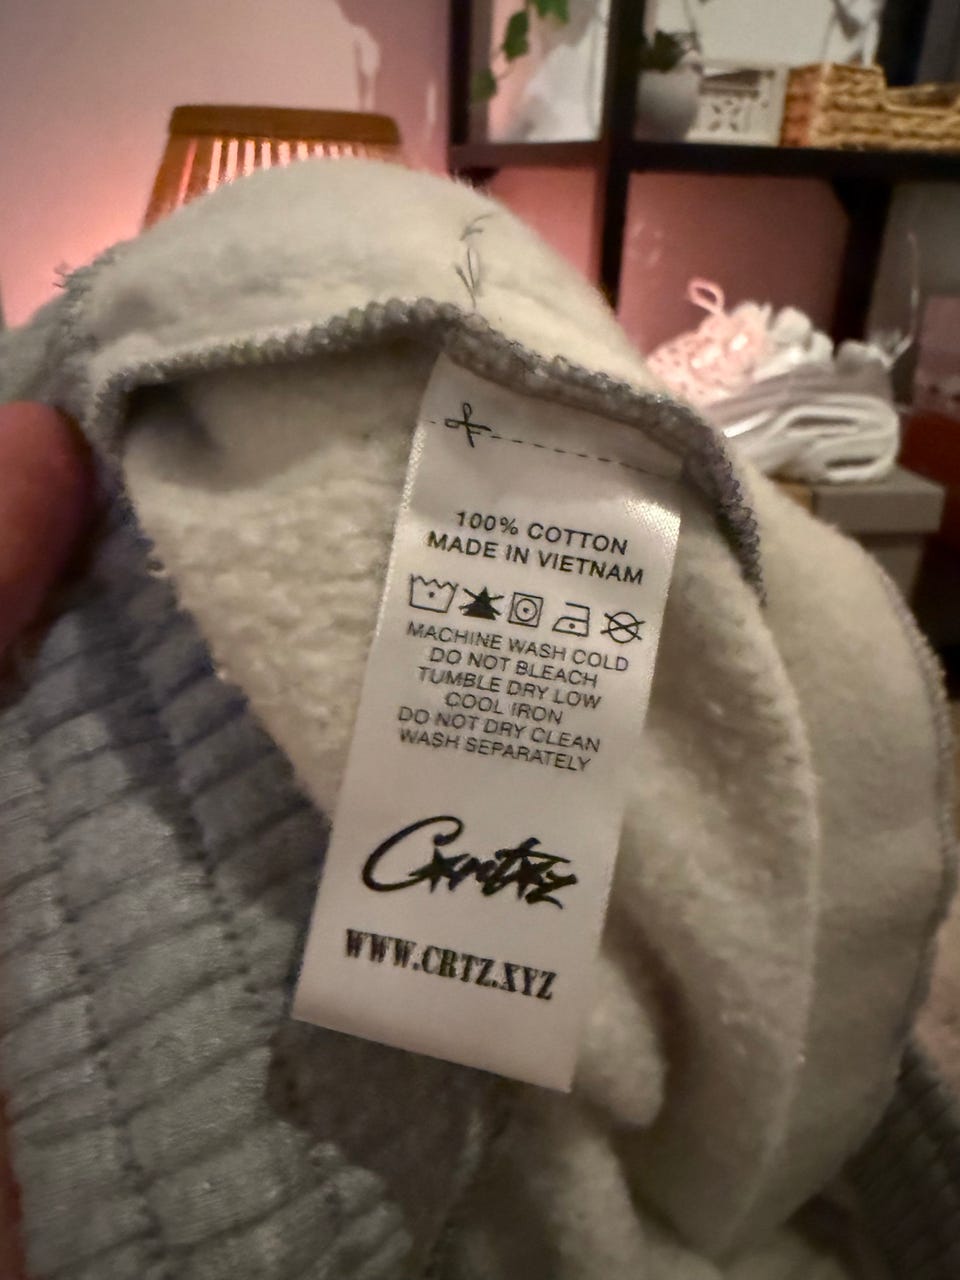 100% COTTON
MADE IN VIETNAM
MACHINE WASH COLD
DO NOT BLEACH
TUMBLE DRY LOW
COOL IRON
DO NOT DRY CLEAN
WASH SEPARATELY
Corteiz
WWW.CRTZ.XYZ